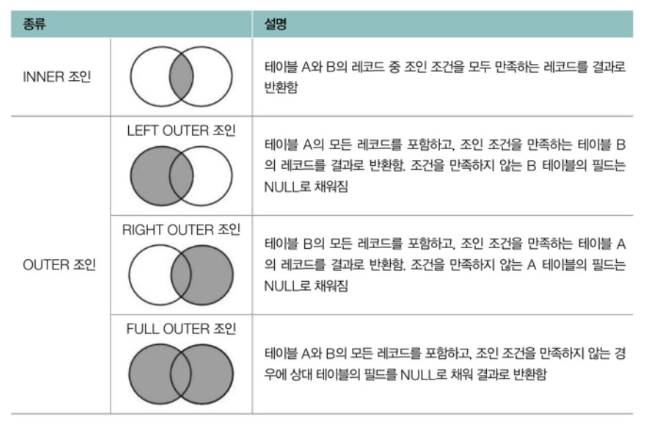 종류
설명
INNER 조인
테이블 A와 B의 레코드 중 조인 조건을 모두 만족하는 레코드를 결과로
반환함
OUTER 조인
LEFT OUTER 조인
테이블 A의 모든 레코드를 포함하고, 조인 조건을 만족하는 테이블 B
의 레코드를 결과로 반환함. 조건을 만족하지 않는 B 테이블의 필드는
NULL로 채워짐
RIGHT OUTER 조인
테이블 B의 모든 레코드를 포함하고, 조인 조건을 만족하는 테이블 A
의 레코드를 결과로 반환함. 조건을 만족하지 않는 A 테이블의 필드는
NULL로 채워짐
FULL OUTER 조인
테이블 A와 B의 모든 레코드를 포함하고, 조인 조건을 만족하지 않는 경
우에 상대 테이블의 필드를 NULL로 채워 결과로 반환함